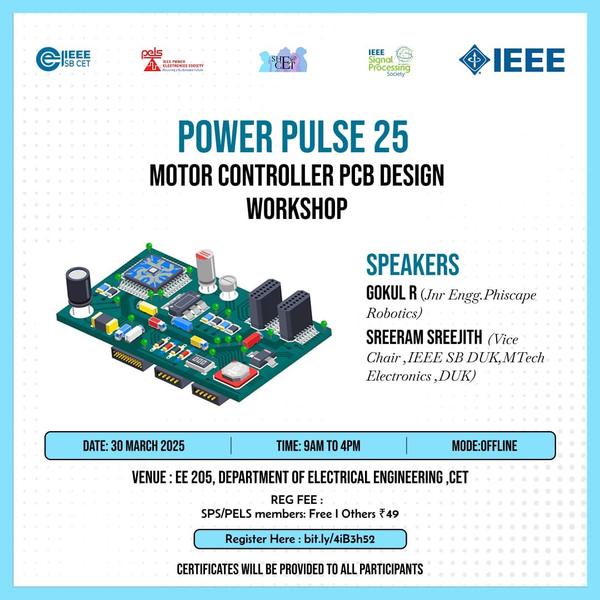 IEEE
SB CET
pels
IEEE POWER
ELECTRONICS SOCIETY
IEEE
Signal
Processing
Society
IEEE
POWER PULSE 25
MOTOR CONTROLLER PCB DESIGN
WORKSHOP
SPEAKERS
GOKUL R (Jnr Engg.Phiscape
Robotics)
SREERAM SREEJITH (Vice
Chair ,IEEE SB DUK,MTech
Electronics ,DUK)
DATE: 30 MARCH 2025 TIME: 9AM TO 4PM MODE:OFFLINE
VENUE : EE 205, DEPARTMENT OF ELECTRICAL ENGINEERING ,CET
REG FEE :
SPS/PELS members: Free I Others ₹49
Register Here : bit.ly/4iB3h52
CERTIFICATES WILL BE PROVIDED TO ALL PARTICIPANTS